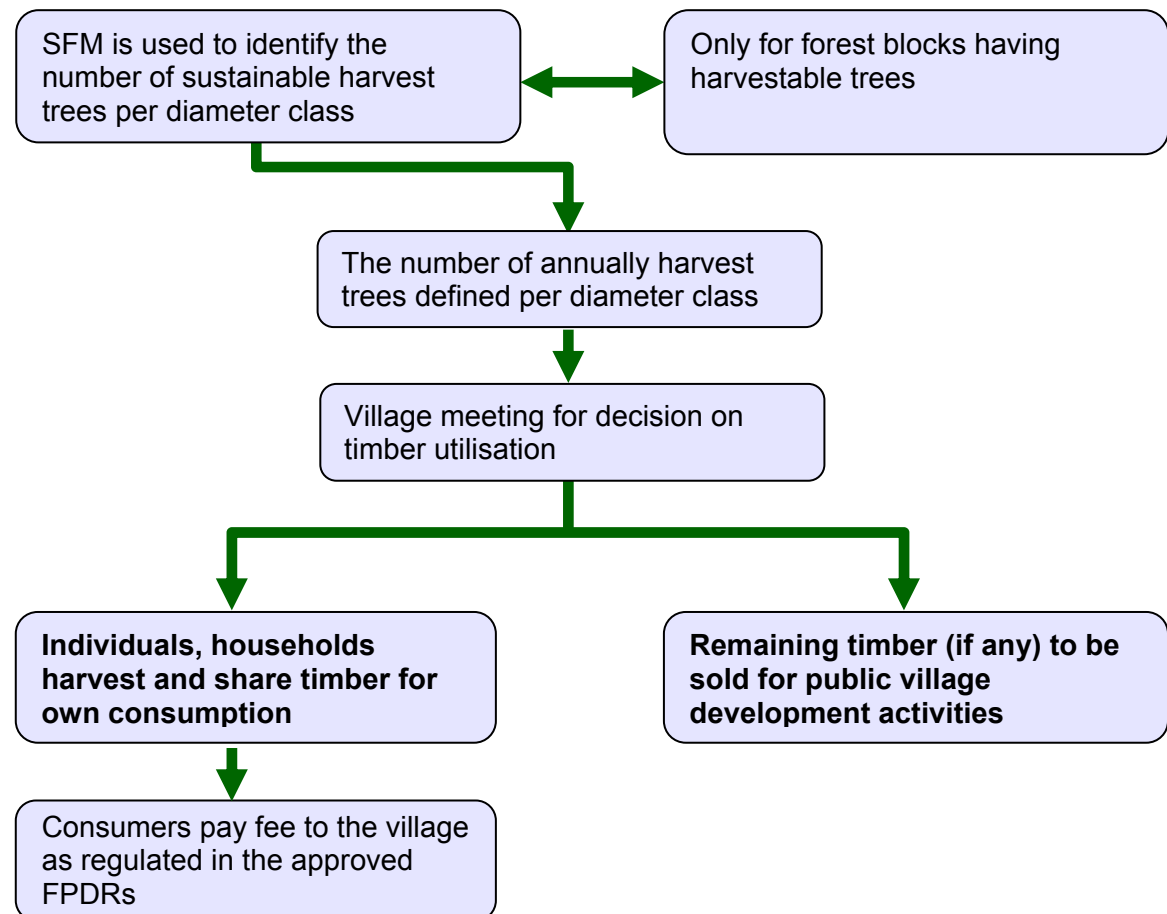 SFM is used to identify the
number of sustainable harvest
trees per diameter class
Only for forest blocks having
harvestable trees
The number of annually harvest
trees defined per diameter class
Village meeting for decision on
timber utilisation
Individuals, households
harvest and share timber for
own consumption
Remaining timber (if any) to be
sold for public village
development activities
Consumers pay fee to the village
as regulated in the approved
FPDRs